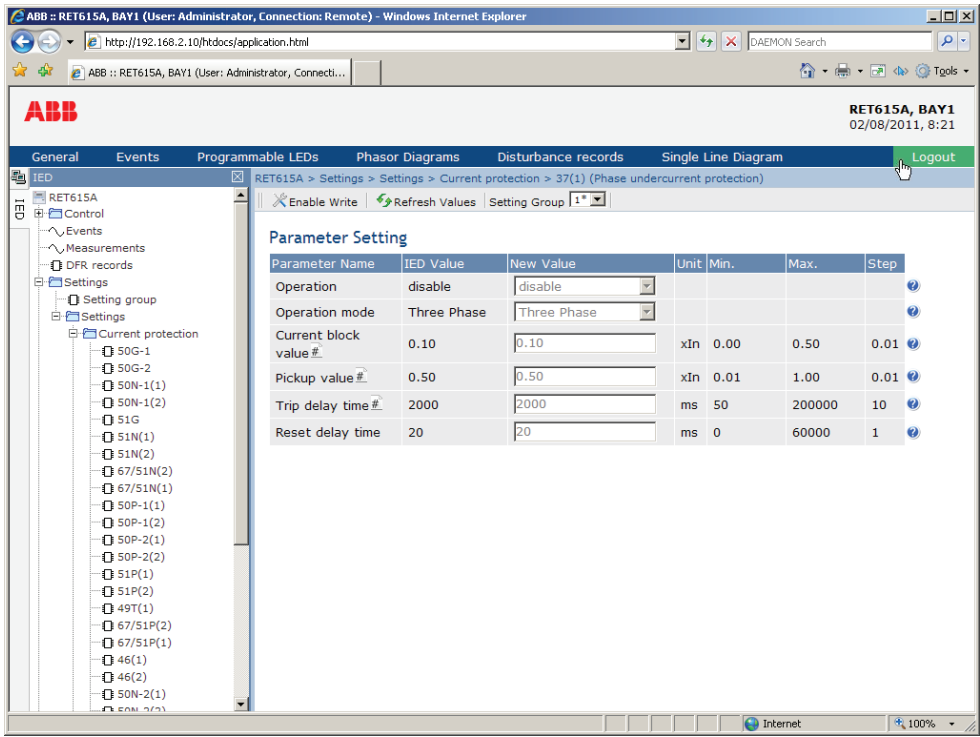 ABB :: RET615A, BAY1 (User: Administrator, Connection: Remote) - Windows Internet Explorer
http://192.168.2.10/htdocs/application.html
DAEMON Search
ABB :: RET615A, BAY1 (User: Administrator, Connecti...
Tools
ABB
RET615A, BAY1
02/08/2011, 8:21
General Events Programmable LEDs Phasor Diagrams Disturbance records Single Line Diagram Logout
IED
IED
RET615A > Settings > Settings > Current protection > 37(1) (Phase undercurrent protection)
Enable Write Refresh Values Setting Group 1*
RET615A
Control
Events
Measurements
DFR records
Settings
Setting group
Settings
Current protection
50G-1
50G-2
50N-1(1)
50N-1(2)
51G
51N(1)
51N(2)
67/51N(2)
67/51N(1)
50P-1(1)
50P-1(2)
50P-2(1)
50P-2(2)
51P(1)
51P(2)
49T(1)
67/51P(2)
67/51P(1)
46(1)
46(2)
50N-2(1)
50N-2(2)
Parameter Setting
Parameter Name IED Value New Value Unit Min. Max. Step
Operation disable disable ?
Operation mode Three Phase Three Phase ?
Current block value # 0.10 0.10 xIn 0.00 0.50 0.01 ?
Pickup value # 0.50 0.50 xIn 0.01 1.00 0.01 ?
Trip delay time # 2000 2000 ms 50 200000 10 ?
Reset delay time 20 20 ms 0 60000 1 ?
Internet 100%